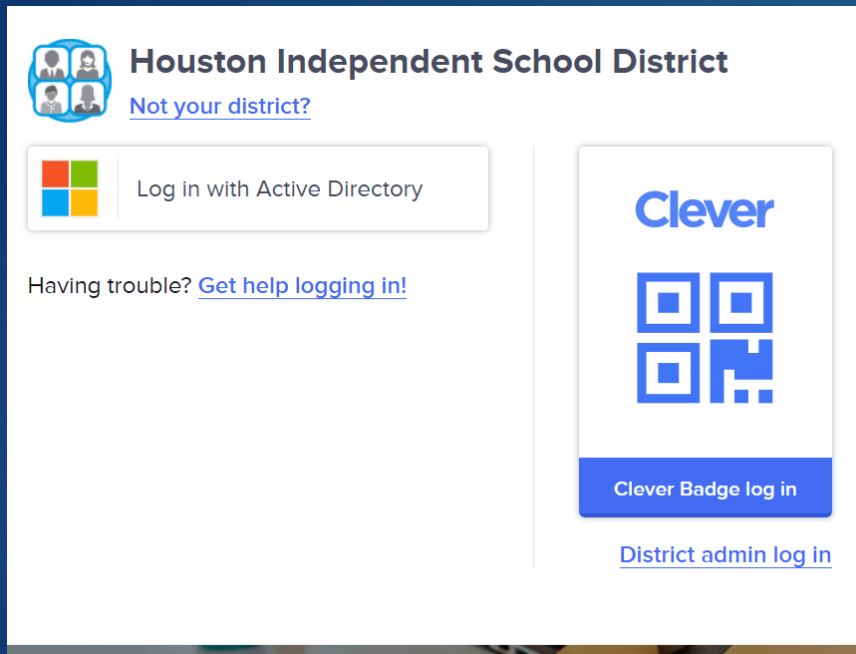 Houston Independent School District
Not your district?
Log in with Active Directory
Having trouble? Get help logging in!
Clever
Clever Badge log in
District admin log in